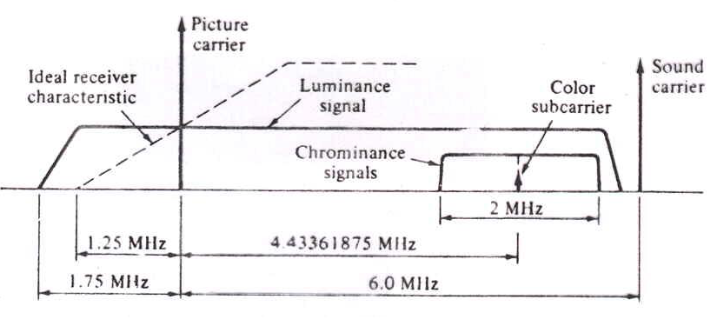 Picture
carrier
Ideal receiver
characteristic
Luminance
signal
Color
subcarrier
Sound
carrier
Chrominance
signals
2 MHz
1.25 MHz
4.43361875 MHz
1.75 MHz
6.0 MHz